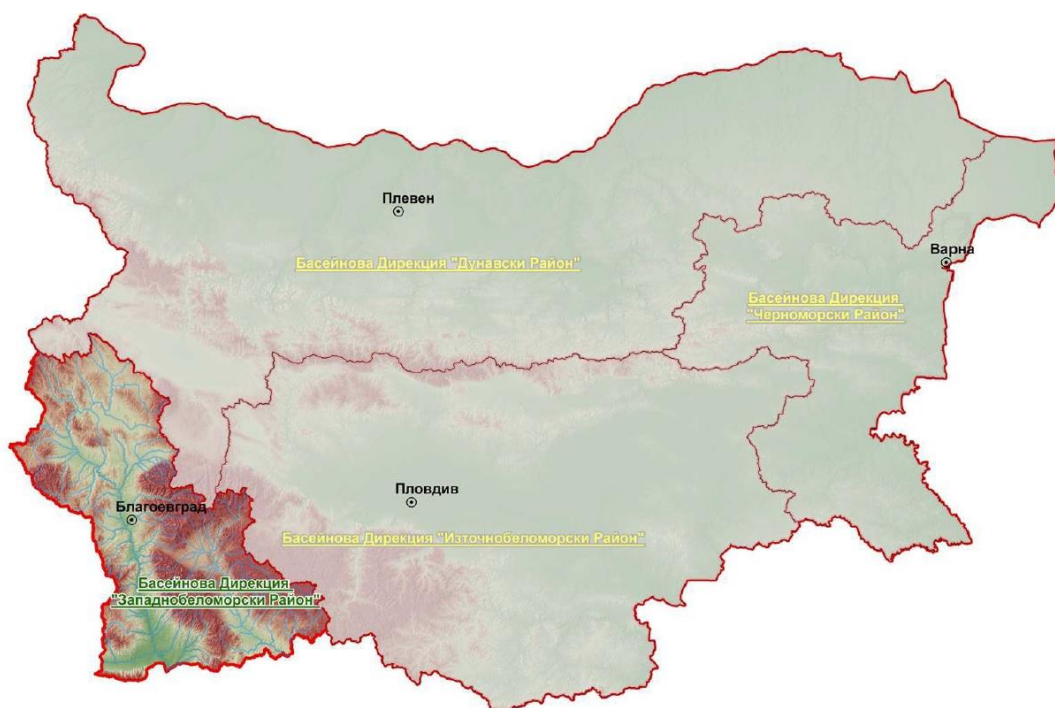 Плевен
Басейнова Дирекция "Дунавски Район"
Варна
Басейнова Дирекция
"Черноморски Район"
Пловдив
Благоевград
Басейнова Дирекция "Източнобеломорски Район"
Басейнова Дирекция
"Западнобеломорски Район"